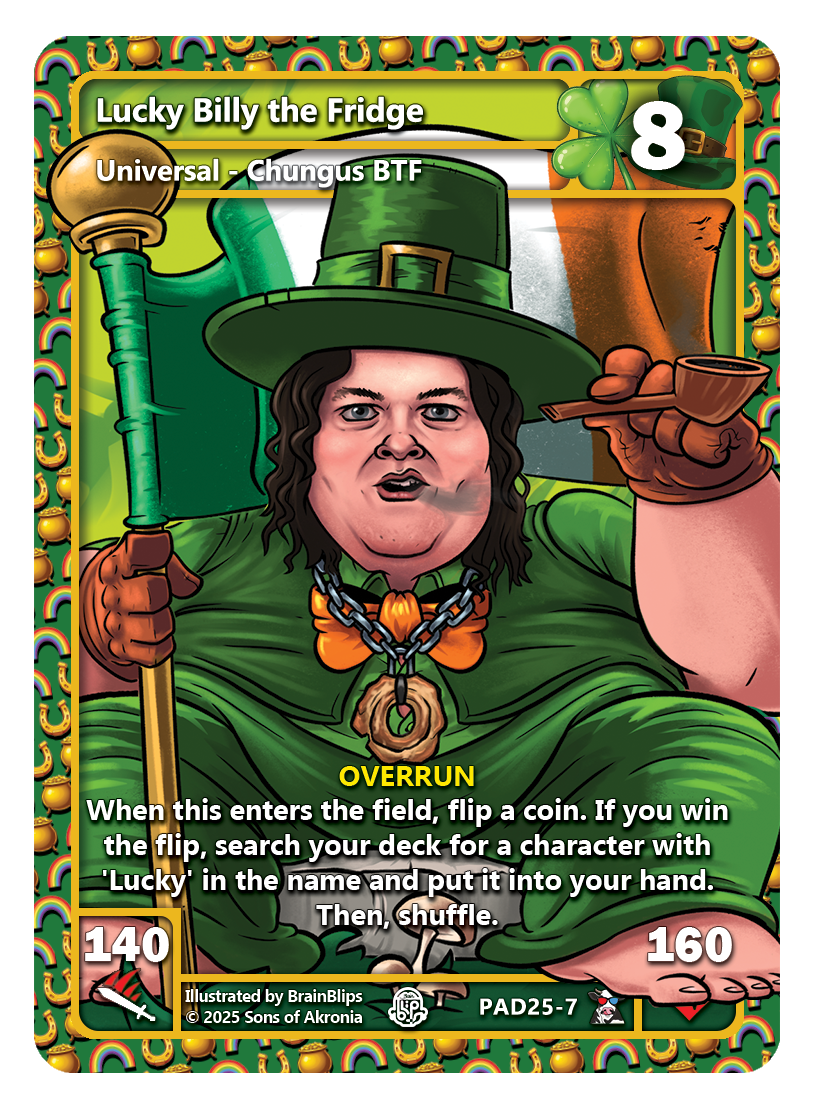 Lucky Billy the Fridge
8
Universal - Chungus BTF
OVERRUN
When this enters the field, flip a coin. If you win
the flip, search your deck for a character with
'Lucky' in the name and put it into your hand.
Then, shuffle.
140
160
Illustrated by BrainBlips
© 2025 Sons of Akronia
PAD25-7